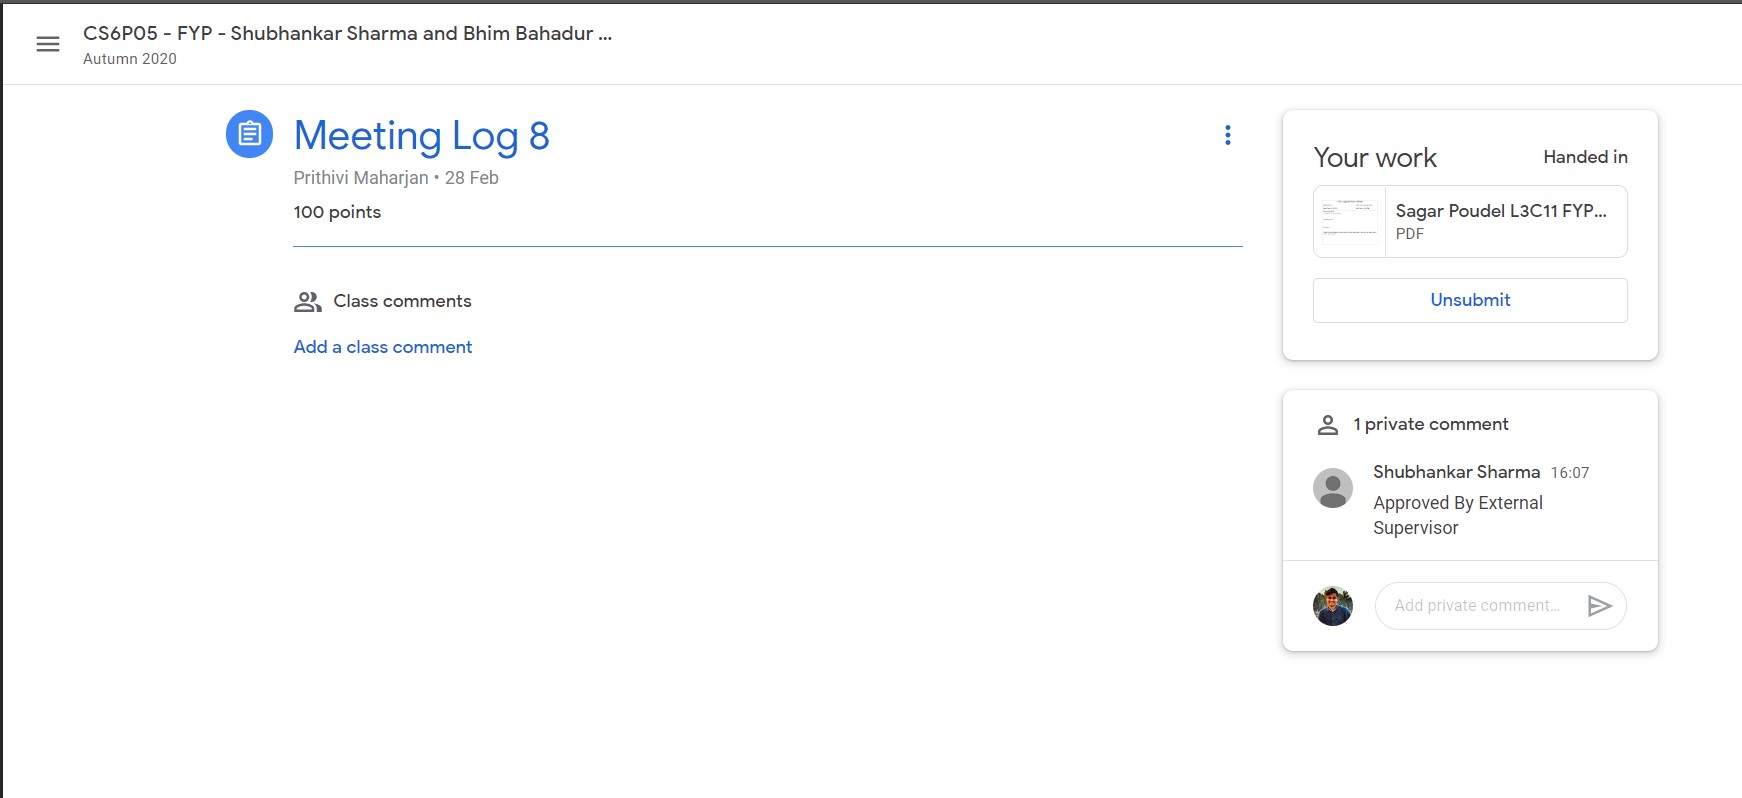 CS6P05 - FYP - Shubhankar Sharma and Bhim Bahadur ...
Autumn 2020
Meeting Log 8
Prithivi Maharjan • 28 Feb
100 points
Class comments
Add a class comment
Your work
Handed in
Sagar Poudel L3C11 FYP...
PDF
Unsubmit
1 private comment
Shubhankar Sharma 16:07
Approved By External
Supervisor
Add private comment...